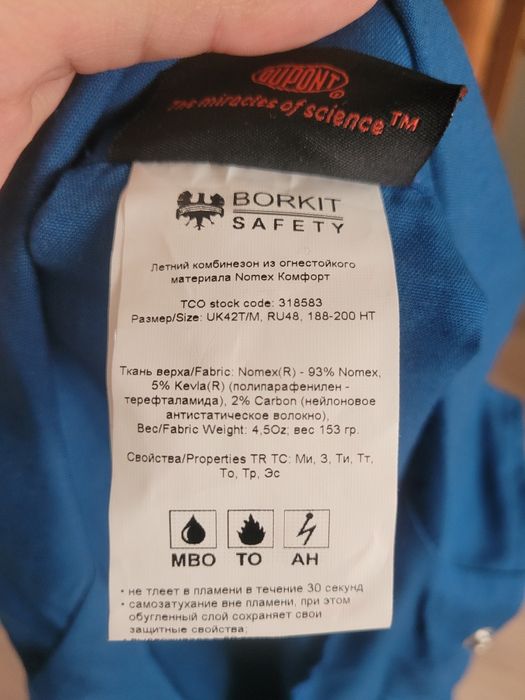 DUPONT
The miracles of science™
BORKIT
SAFETY
Летний комбинезон из огнестойкого
материала Nomex Комфорт
TCO stock code: 318583
Размер/Size: UK42T/M, RU48, 188-200 HT
Ткань верха/Fabric: Nomex(R) - 93% Nomex,
5% Kevla(R) (полипарафенилен -
терефталамида), 2% Carbon (нейлоновое
антистатическое волокно),
Вес/Fabric Weight: 4,5Oz; вес 153 гр.
Свойства/Properties TR TC: Ми, З, Ти, Тт,
То, Тр, Эс
МВО ТО АН
• не тлеет в пламени в течение 30 секунд
• самозатухание вне пламени, при этом
обугленный слой сохраняет свои
защитные свойства;